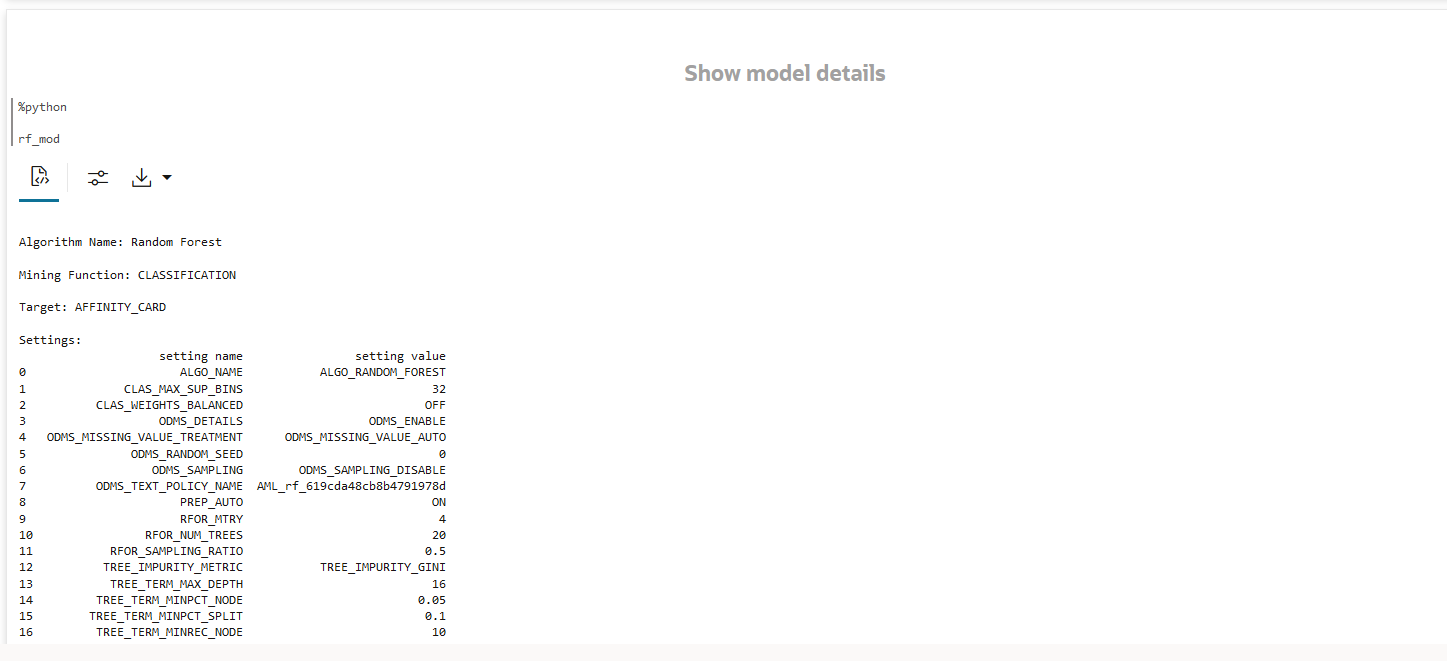 Show model details
%python
rf_mod
Algorithm Name: Random Forest
Mining Function: CLASSIFICATION
Target: AFFINITY_CARD
Settings:
setting name setting value
0 ALGO_NAME ALGO_RANDOM_FOREST
1 CLAS_MAX_SUP_BINS 32
2 CLAS_WEIGHTS_BALANCED OFF
3 ODMS_DETAILS ODMS_ENABLE
4 ODMS_MISSING_VALUE_TREATMENT ODMS_MISSING_VALUE_AUTO
5 ODMS_RANDOM_SEED 0
6 ODMS_SAMPLING ODMS_SAMPLING_DISABLE
7 ODMS_TEXT_POLICY_NAME AML_rf_619cda48cb8b4791978d
8 PREP_AUTO ON
9 RFOR_MTRY 4
10 RFOR_NUM_TREES 20
11 RFOR_SAMPLING_RATIO 0.5
12 TREE_IMPURITY_METRIC TREE_IMPURITY_GINI
13 TREE_TERM_MAX_DEPTH 16
14 TREE_TERM_MINPCT_NODE 0.05
15 TREE_TERM_MINPCT_SPLIT 0.1
16 TREE_TERM_MINREC_NODE 10